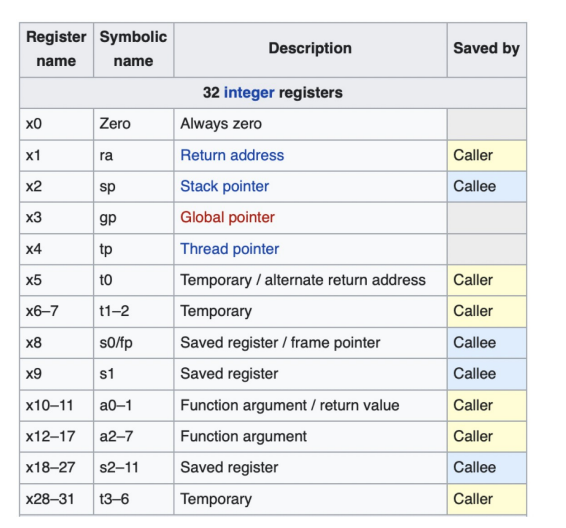 Register name Symbolic name Description Saved by
32 integer registers
x0 Zero Always zero
x1 ra Return address Caller
x2 sp Stack pointer Callee
x3 gp Global pointer
x4 tp Thread pointer
x5 t0 Temporary / alternate return address Caller
x6–7 t1–2 Temporary Caller
x8 s0/fp Saved register / frame pointer Callee
x9 s1 Saved register Callee
x10–11 a0–1 Function argument / return value Caller
x12–17 a2–7 Function argument Caller
x18–27 s2–11 Saved register Callee
x28–31 t3–6 Temporary Caller